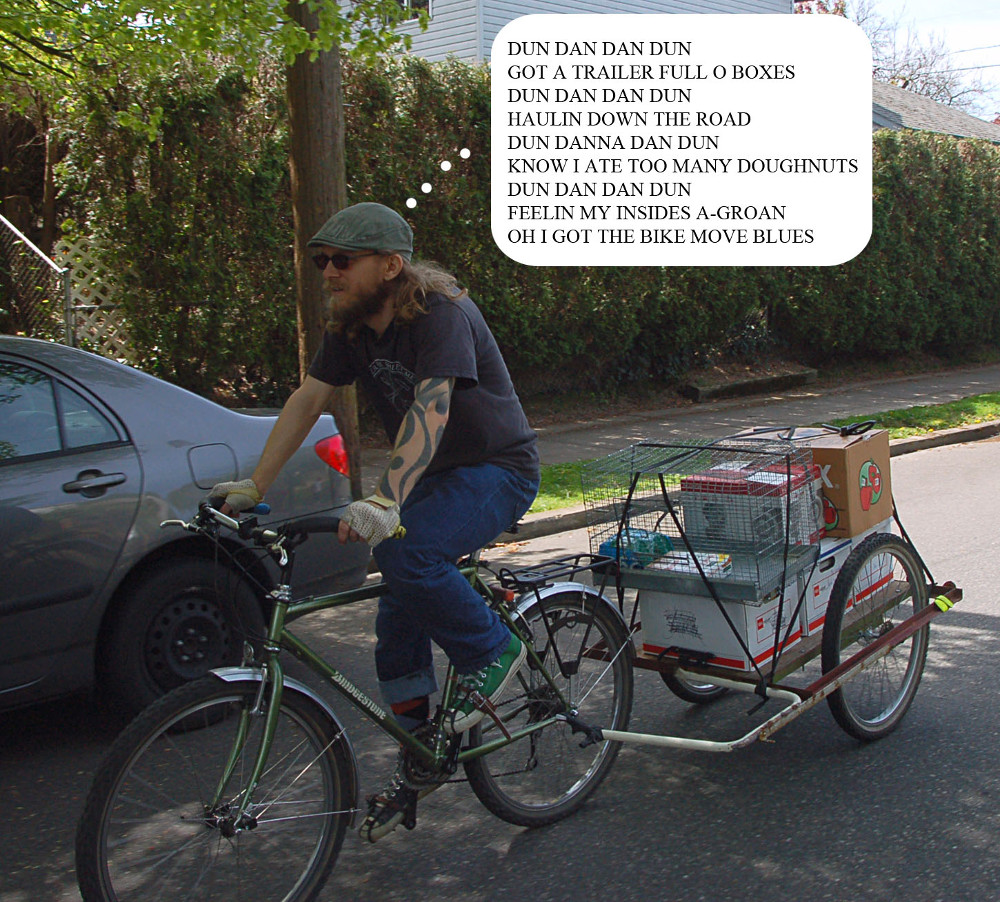 DUN DAN DAN DUN
GOT A TRAILER FULL O BOXES
DUN DAN DAN DUN
HAULIN DOWN THE ROAD
DUN DANNA DAN DUN
KNOW I ATE TOO MANY DOUGHNUTS
DUN DAN DAN DUN
FEELIN MY INSIDES A-GROAN
OH I GOT THE BIKE MOVE BLUES
BRIDGESTONE